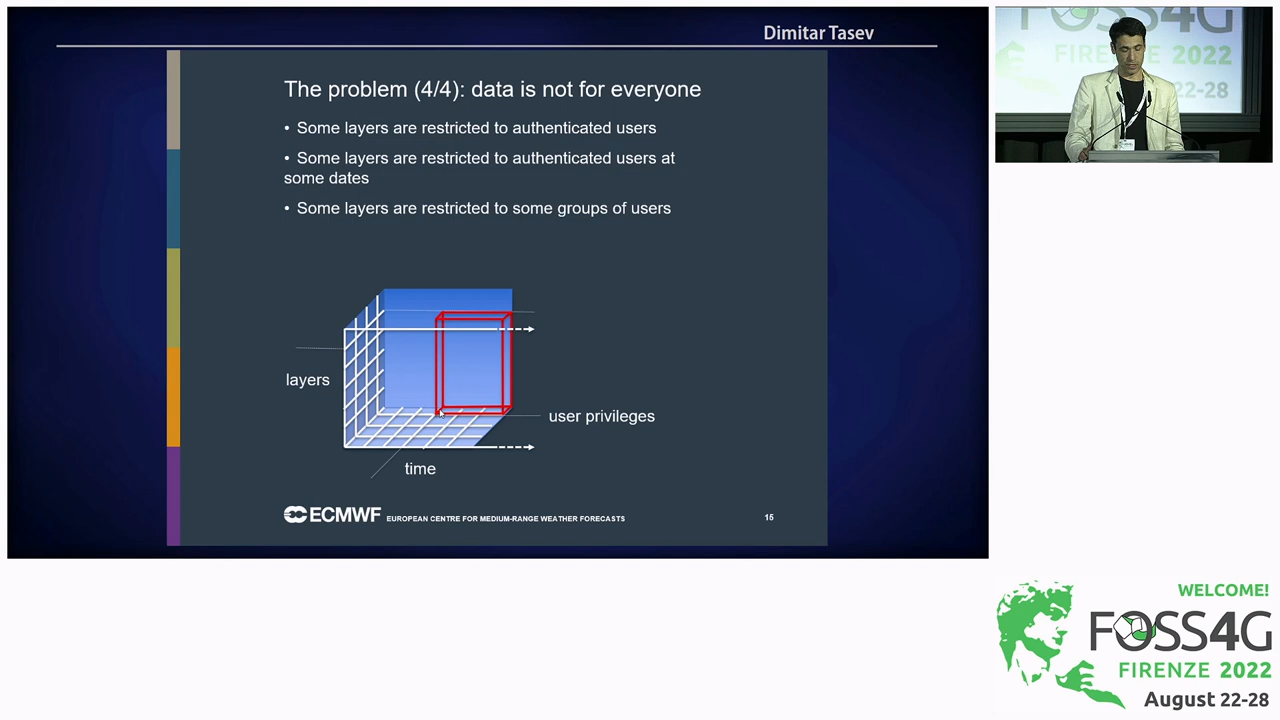 Dimitar Tasev
The problem (4/4): data is not for everyone
• Some layers are restricted to authenticated users
• Some layers are restricted to authenticated users at
some dates
• Some layers are restricted to some groups of users
layers
user privileges
time
ECMWF EUROPEAN CENTRE FOR MEDIUM-RANGE WEATHER FORECASTS
15
FOSS4G
FIRENZE 2022
22-28
WELCOME!
FOSS4G
FIRENZE 2022
August 22-28